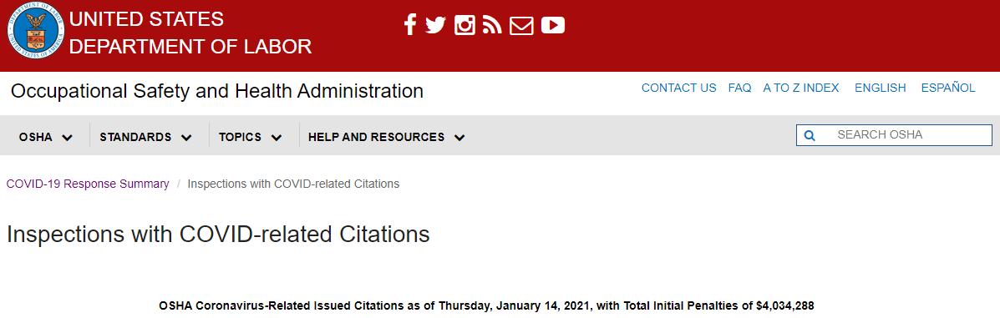 UNITED STATES
DEPARTMENT OF LABOR
Occupational Safety and Health Administration
CONTACT US FAQ A TO Z INDEX ENGLISH ESPAÑOL
OSHA STANDARDS TOPICS HELP AND RESOURCES SEARCH OSHA
COVID-19 Response Summary / Inspections with COVID-related Citations
Inspections with COVID-related Citations
OSHA Coronavirus-Related Issued Citations as of Thursday, January 14, 2021, with Total Initial Penalties of $4,034,288